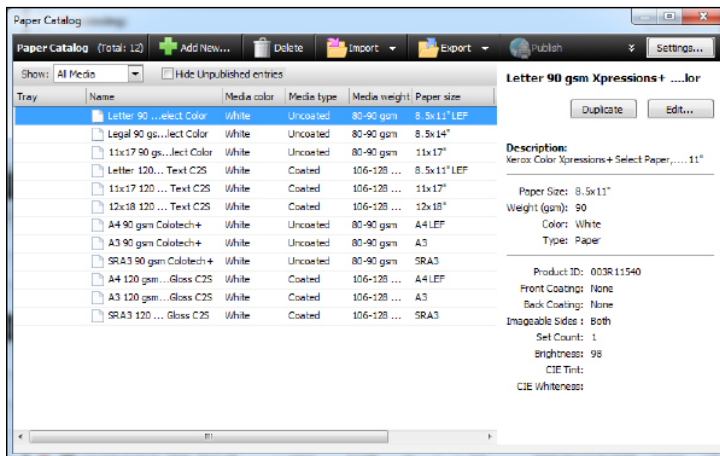 Paper Catalog
Paper Catalog (Total: 12) Add New... Delete Import Export Publish Settings...
Show: All Media Hide Unpublished entries
Letter 90 gsm Xpressions+ ....lor
Duplicate Edit...
Tray Name Media color Media type Media weight Paper size
Letter 90 ...elect Color White Uncoated 80-90 gsm 8.5x11" LEF
Legal 90 gs...lect Color White Uncoated 80-90 gsm 8.5x14"
11x17 90 gs...lect Color White Uncoated 80-90 gsm 11x17"
Letter 120... Text C2S White Coated 106-128 ... 8.5x11" LEF
11x17 120 ... Text C2S White Coated 106-128 ... 11x17"
12x18 120 ... Text C2S White Coated 106-128 ... 12x18"
A4 90 gsm Colotech+ White Uncoated 80-90 gsm A4 LEF
A3 90 gsm Colotech+ White Uncoated 80-90 gsm A3
SRA3 90 gsm Colotech+ White Uncoated 80-90 gsm SRA3
A4 120 gsm...Gloss C2S White Coated 106-128 ... A4 LEF
A3 120 gsm...Gloss C2S White Coated 106-128 ... A3
SRA3 120 ... Gloss C2S White Coated 106-128 ... SRA3
Description:
Xerox Color Xpressions+ Select Paper,.... 11"
Paper Size: 8.5x11"
Weight (gsm): 90
Color: White
Type: Paper
Product ID: 003R11540
Front Coating: None
Back Coating: None
Imageable Sides : Both
Set Count: 1
Brightness: 98
CIE Tint:
CIE Whiteness: